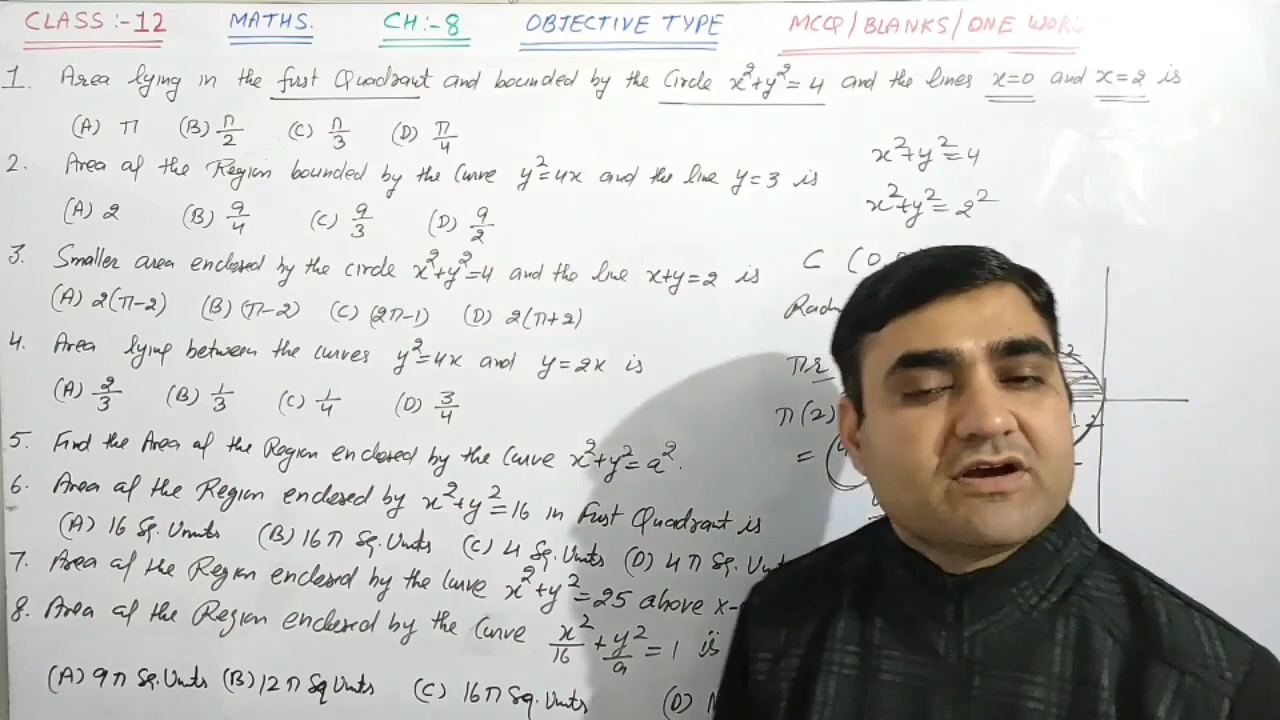 CLASS :- 12 MATHS. CH:-8 OBJECTIVE TYPE MCQ/BLANKS/ONE WOR
1. Area lying in the first Quadrant and bounded by the Circle x²+y²=4 and the lines x=0 and x=2 is
(A) π (B) π/2 (C) π/3 (D) π/4
2. Area of the Region bounded by the Curve y²=4x and the line y=3 is
(A) 2 (B) 9/4 (C) 9/3 (D) 9/2
3. Smaller area enclosed by the circle x²+y²=4 and the line x+y=2 is
(A) 2(π-2) (B) (π-2) (C) (2π-1) (D) 2(π+2)
4. Area lying between the curves y²=4x and y=2x is
(A) 2/3 (B) 1/3 (C) 1/4 (D) 3/4
5. Find the Area of the Region enclosed by the Curve x²+y²=a².
6. Area of the Region enclosed by x²+y²=16 in First Quadrant is
(A) 16 Sq. Units (B) 16π Sq. Units (C) 4 Sq. Units (D) 4π Sq. Unit
7. Area of the Region enclosed by the Curve x²+y²=25 above x-
8. Area of the Region enclosed by the Curve x²/16 + y²/9 = 1 is
(A) 9π Sq. Units (B) 12π Sq Units (C) 16π Sq. Units (D)
x²+y²=4
x²+y²=2²
C (0,
π(2)
=